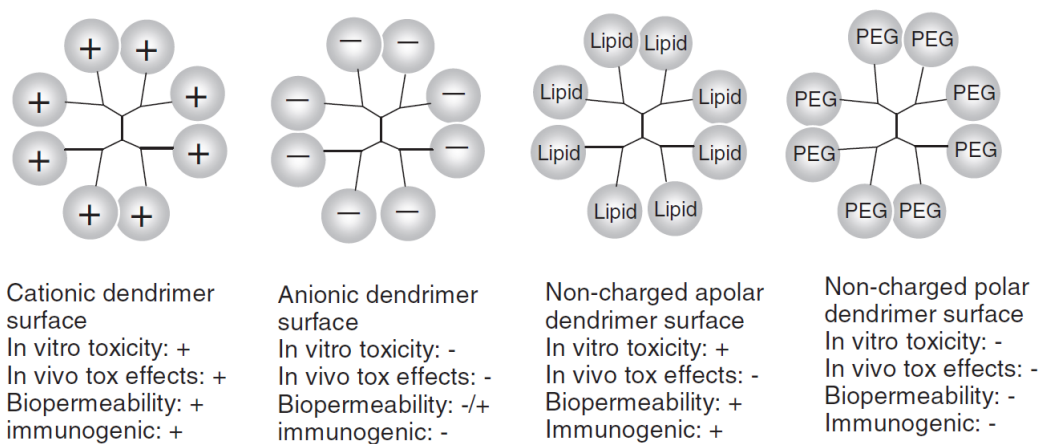 + +
+ +
+ +
+ +
Cationic dendrimer
surface
In vitro toxicity: +
In vivo tox effects: +
Biopermeability: +
immunogenic: +
− −
− −
− −
− −
Anionic dendrimer
surface
In vitro toxicity: -
In vivo tox effects: -
Biopermeability: -/+
immunogenic: -
Lipid Lipid
Lipid Lipid
Lipid Lipid
Lipid Lipid
Non-charged apolar
dendrimer surface
In vitro toxicity: +
In vivo tox effects: -
Biopermeability: +
Immunogenic: +
PEG PEG
PEG PEG
PEG PEG
PEG PEG
Non-charged polar
dendrimer surface
In vitro toxicity: -
In vivo tox effects: -
Biopermeability: -
Immunogenic: -